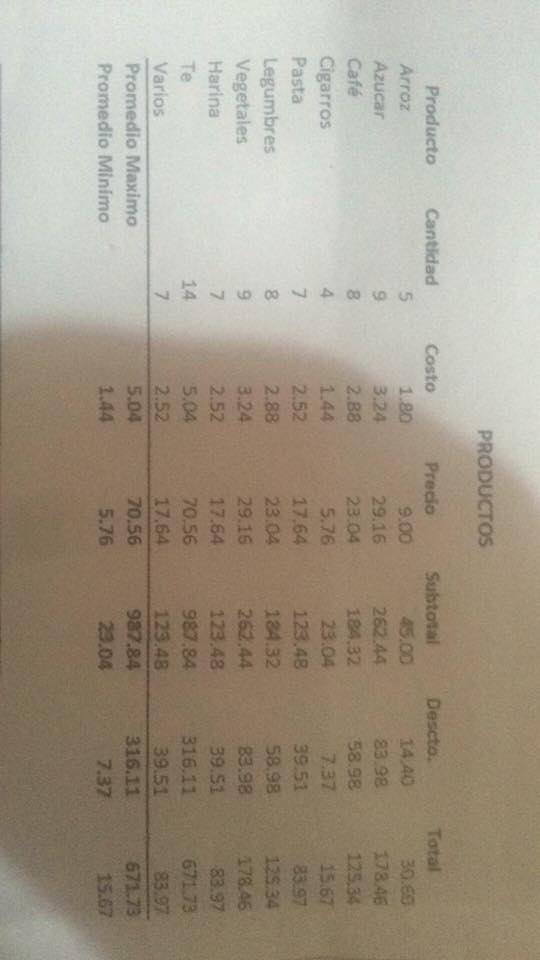 PRODUCTOS
Producto Cantidad Costo Precio Subtotal Descto. Total
Arroz 5 1.80 9.00 45.00 14.40 30.60
Azucar 9 3.24 29.16 262.44 83.98 178.46
Café 8 2.88 23.04 184.32 58.98 125.34
Cigarros 4 1.44 5.76 23.04 7.37 15.67
Pasta 7 2.52 17.64 123.48 39.51 83.97
Legumbres 8 2.88 23.04 184.32 58.98 125.34
Vegetales 9 3.24 29.16 262.44 83.98 178.46
Harina 7 2.52 17.64 123.48 39.51 83.97
Te 14 5.04 70.56 987.84 316.11 671.73
Varios 7 2.52 17.64 123.48 39.51 83.97
Promedio Maximo 5.04 70.56 987.84 316.11 671.73
Promedio Minimo 1.44 5.76 23.04 7.37 15.67